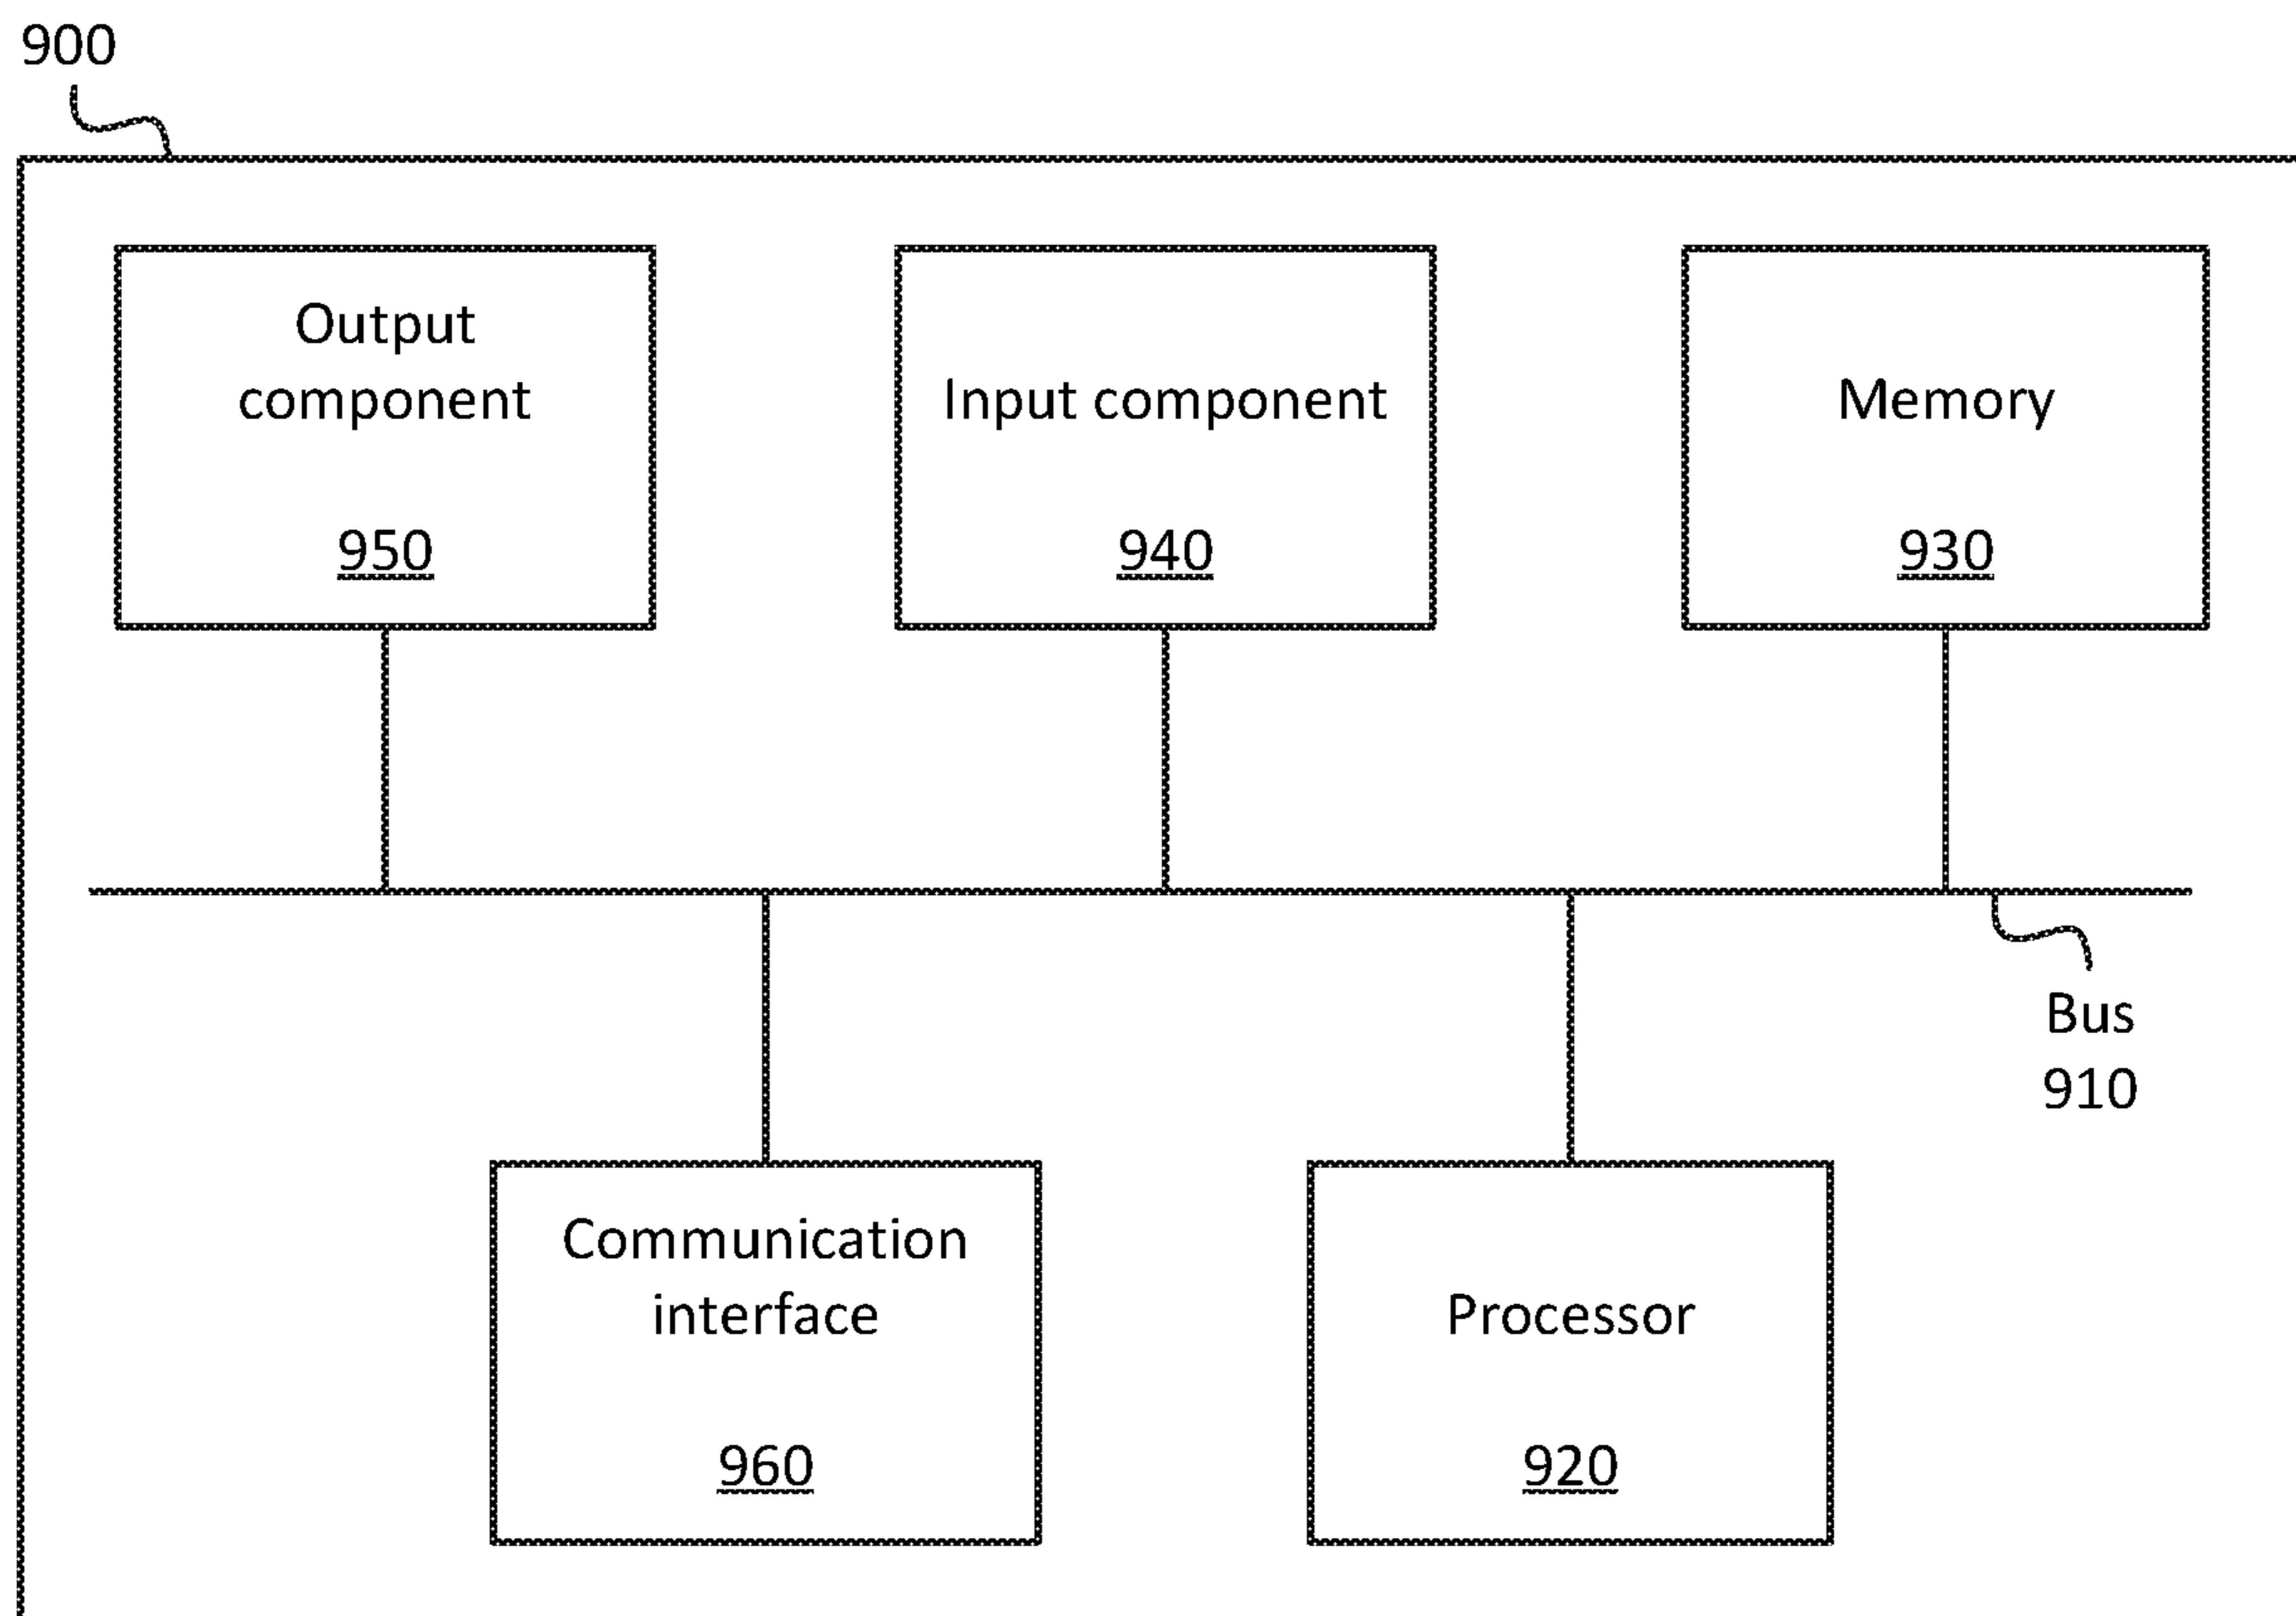 900
Output
component
950
Input component
940
Memory
930
Bus
910
Communication
interface
960
Processor
920